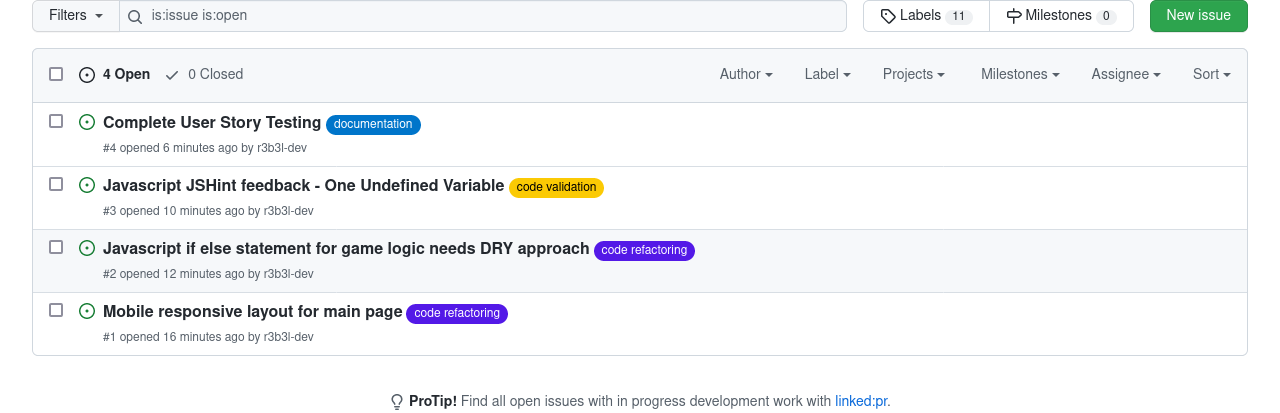 Filters is:issue is:open Labels 11 Milestones 0 New issue
4 Open 0 Closed Author Label Projects Milestones Assignee Sort
Complete User Story Testing documentation
#4 opened 6 minutes ago by r3b3l-dev
Javascript JSHint feedback - One Undefined Variable code validation
#3 opened 10 minutes ago by r3b3l-dev
Javascript if else statement for game logic needs DRY approach code refactoring
#2 opened 12 minutes ago by r3b3l-dev
Mobile responsive layout for main page code refactoring
#1 opened 16 minutes ago by r3b3l-dev
ProTip! Find all open issues with in progress development work with linked:pr.